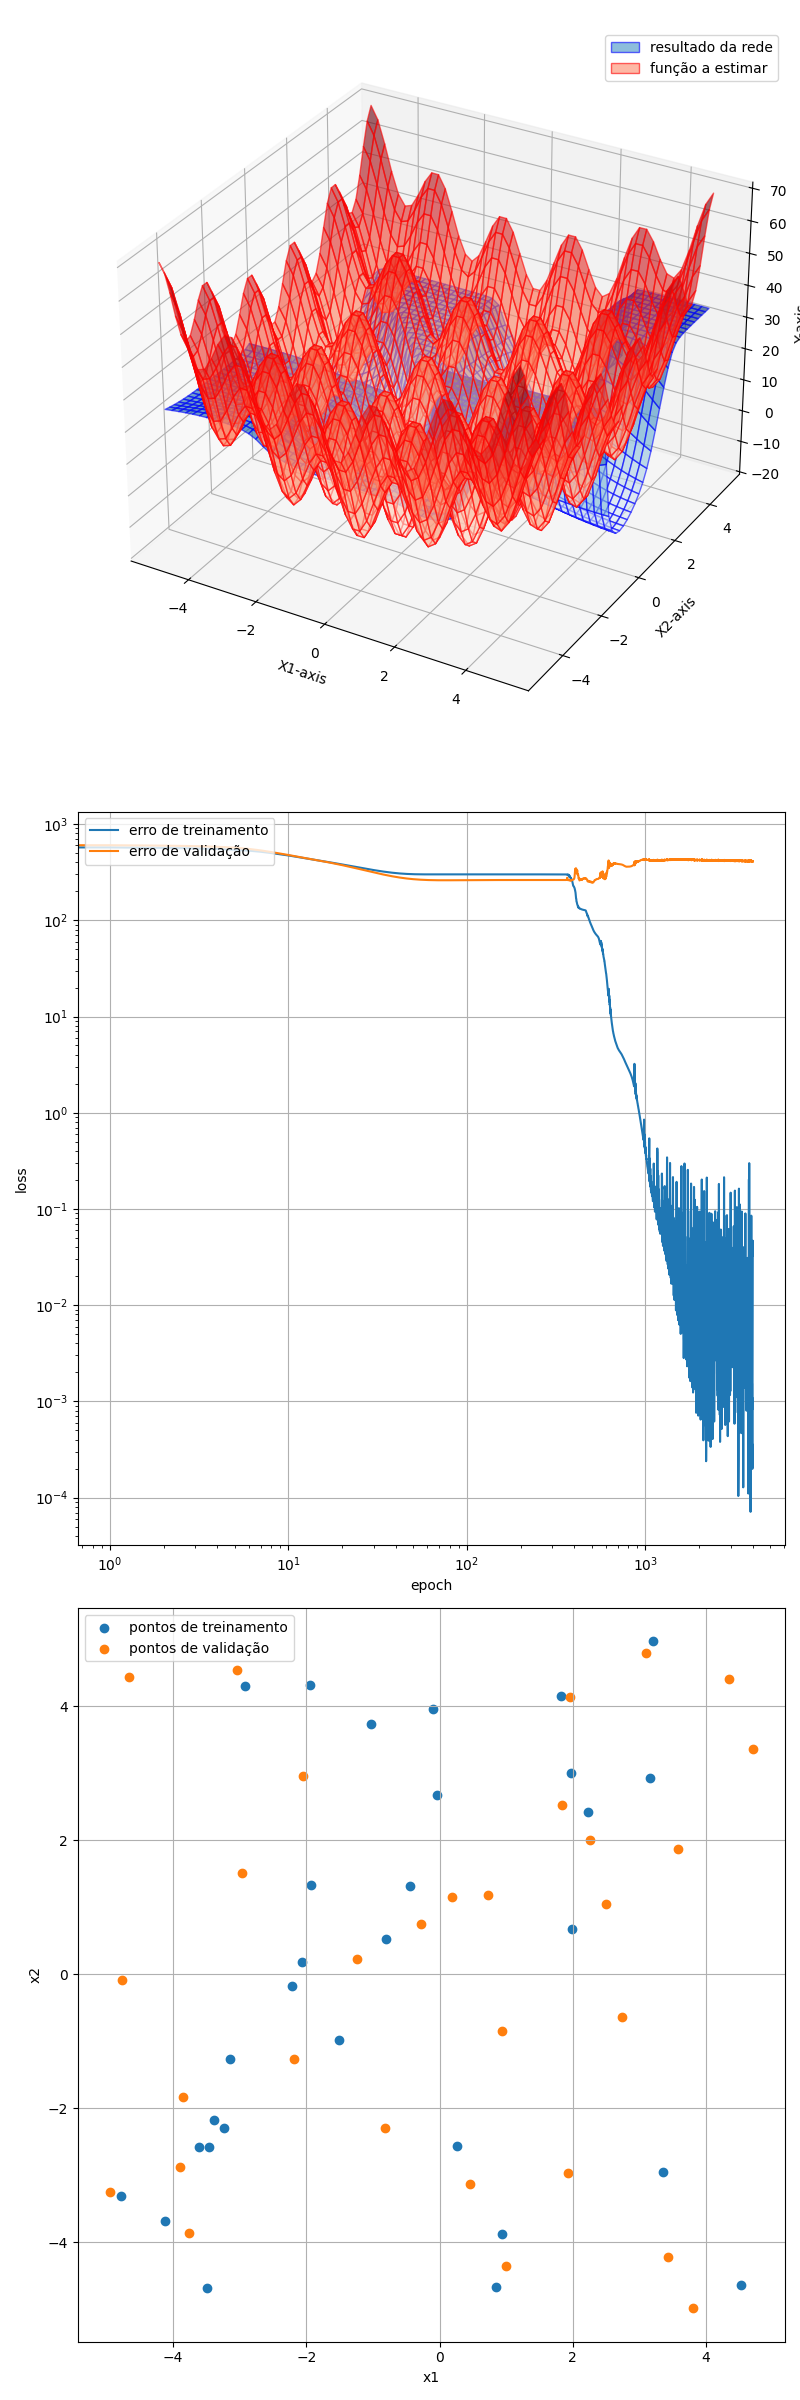 resultado da rede
função a estimar
70
60
50
40
30
20
10
0
−10
−20
Y-axis
4
2
0
−2
−4
X2-axis
−4
−2
0
2
4
X1-axis
erro de treinamento
erro de validação
10³
10²
10¹
10⁰
10⁻¹
10⁻²
10⁻³
10⁻⁴
loss
10⁰ 10¹ 10² 10³
epoch
pontos de treinamento
pontos de validação
4
2
0
−2
−4
x2
−4 −2 0 2 4
x1